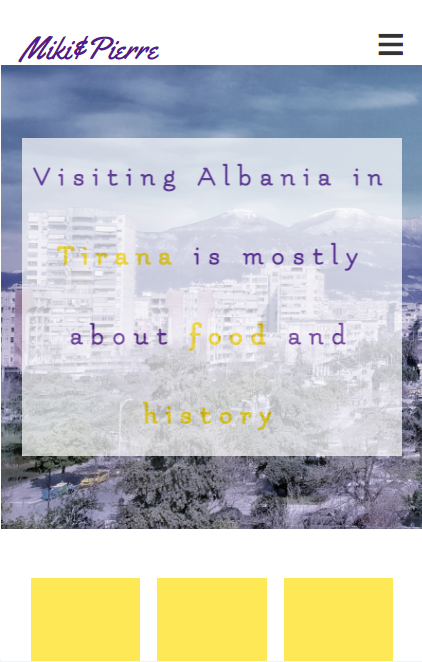 Miki&Pierre
Visiting Albania in
Tirana is mostly
about food and
history